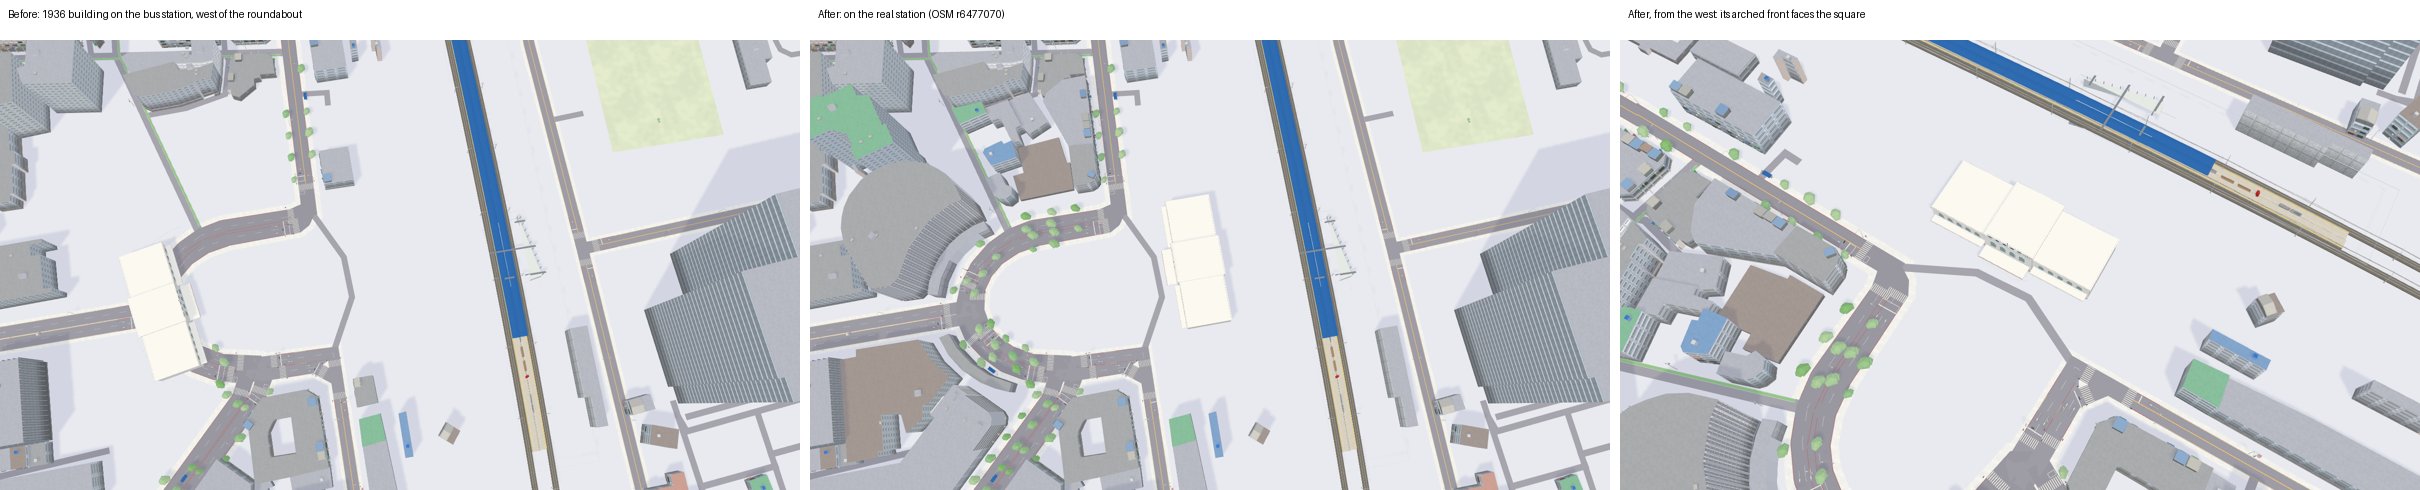 Before: 1936 building on the bus station, west of the roundabout
After: on the real station (OSM r6477070)
After, from the west: its arched front faces the square